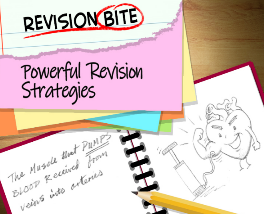 REVISION BITE
Powerful Revision
Strategies
The Muscle that PUMPS
BLOOD Received from
veins into arteries